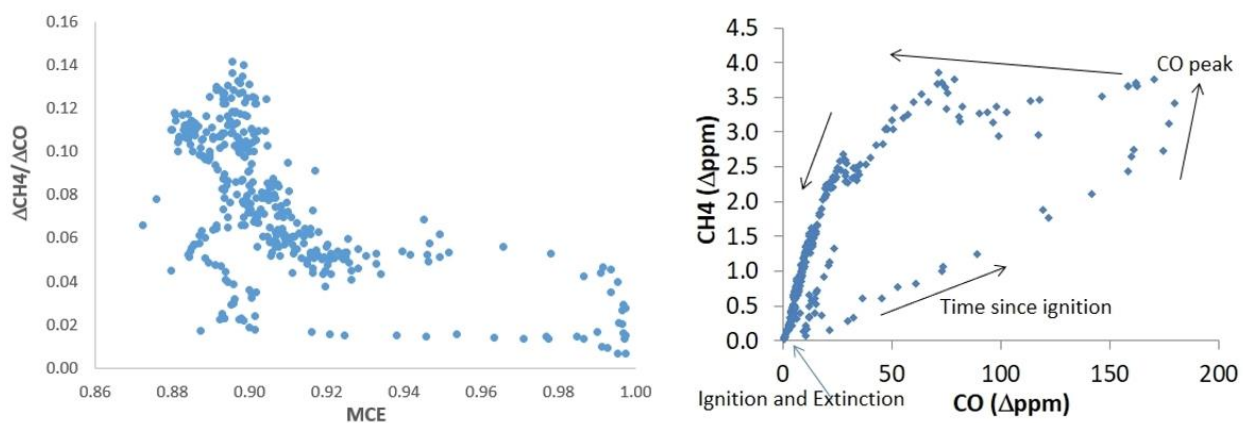 0.16
0.14
0.12
0.10
0.08
0.06
0.04
0.02
0.00
ΔCH4/ΔCO
0.86 0.88 0.90 0.92 0.94 0.96 0.98 1.00
MCE
4.5
4.0
3.5
3.0
2.5
2.0
1.5
1.0
0.5
0.0
CH4 (Δppm)
CO peak
Time since ignition
0 50 100 150 200
Ignition and Extinction
CO (Δppm)